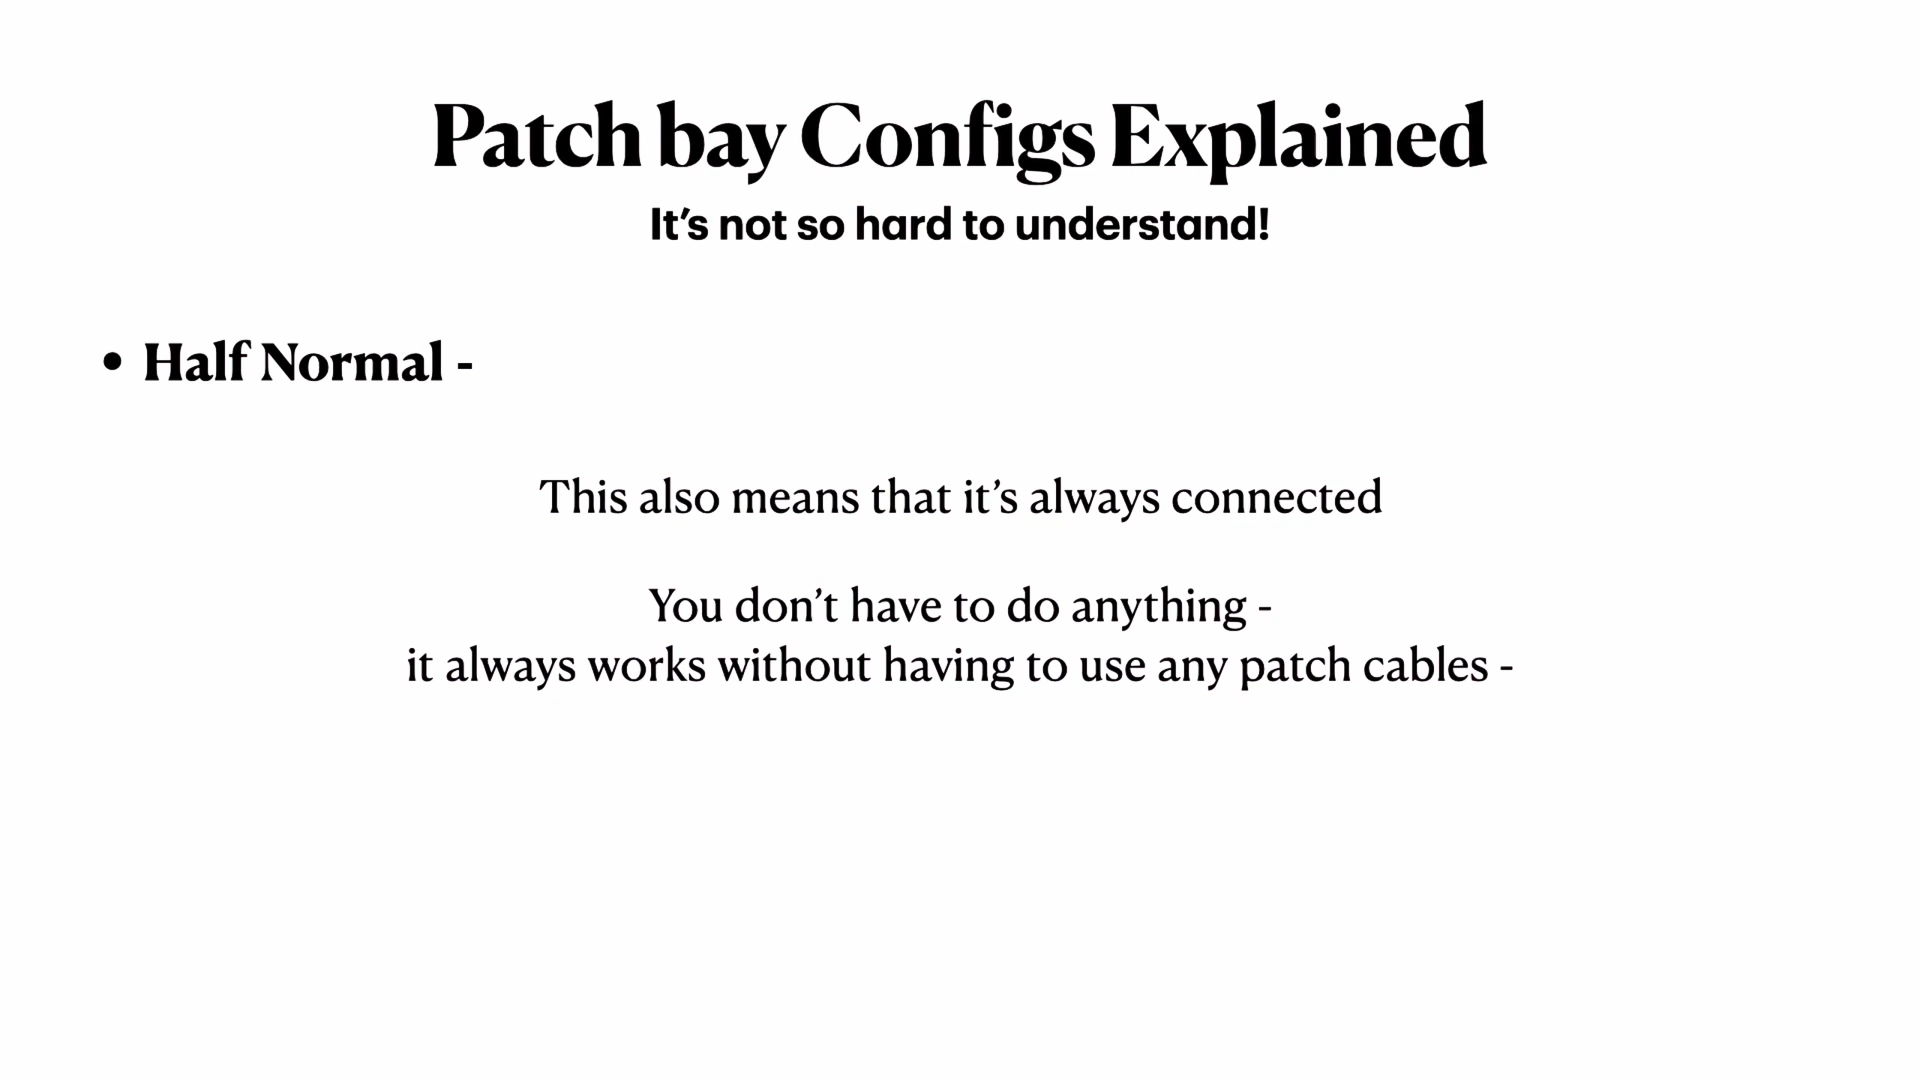 Patch bay Configs Explained
It’s not so hard to understand!
• Half Normal -
This also means that it’s always connected
You don’t have to do anything -
it always works without having to use any patch cables -